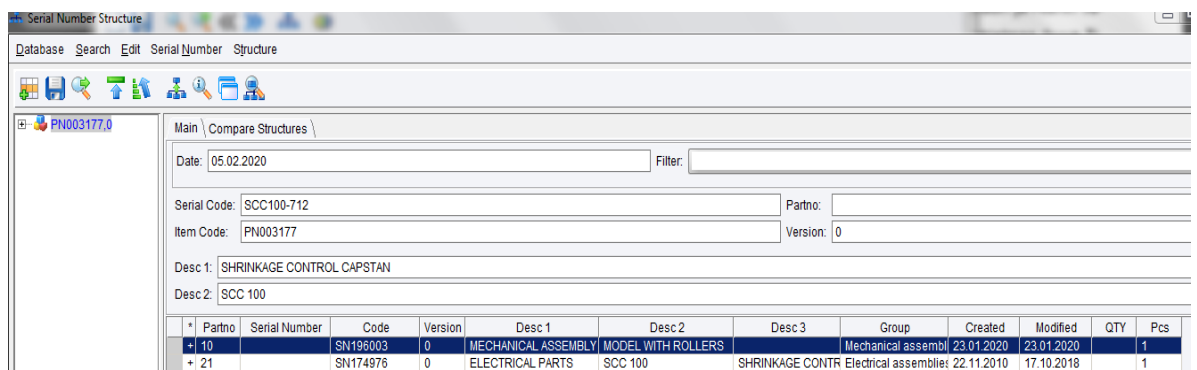 Serial Number Structure
Database Search Edit Serial Number Structure
PN003177,0
Main Compare Structures
Date: 05.02.2020 Filter:
Serial Code: SCC100-712 Partno:
Item Code: PN003177 Version: 0
Desc 1: SHRINKAGE CONTROL CAPSTAN
Desc 2: SCC 100
* Partno Serial Number Code Version Desc 1 Desc 2 Desc 3 Group Created Modified QTY Pcs
+ 10 SN196003 0 MECHANICAL ASSEMBLY MODEL WITH ROLLERS Mechanical assembl 23.01.2020 23.01.2020 1
+ 21 SN174976 0 ELECTRICAL PARTS SCC 100 SHRINKAGE CONTR Electrical assemblies 22.11.2010 17.10.2018 1